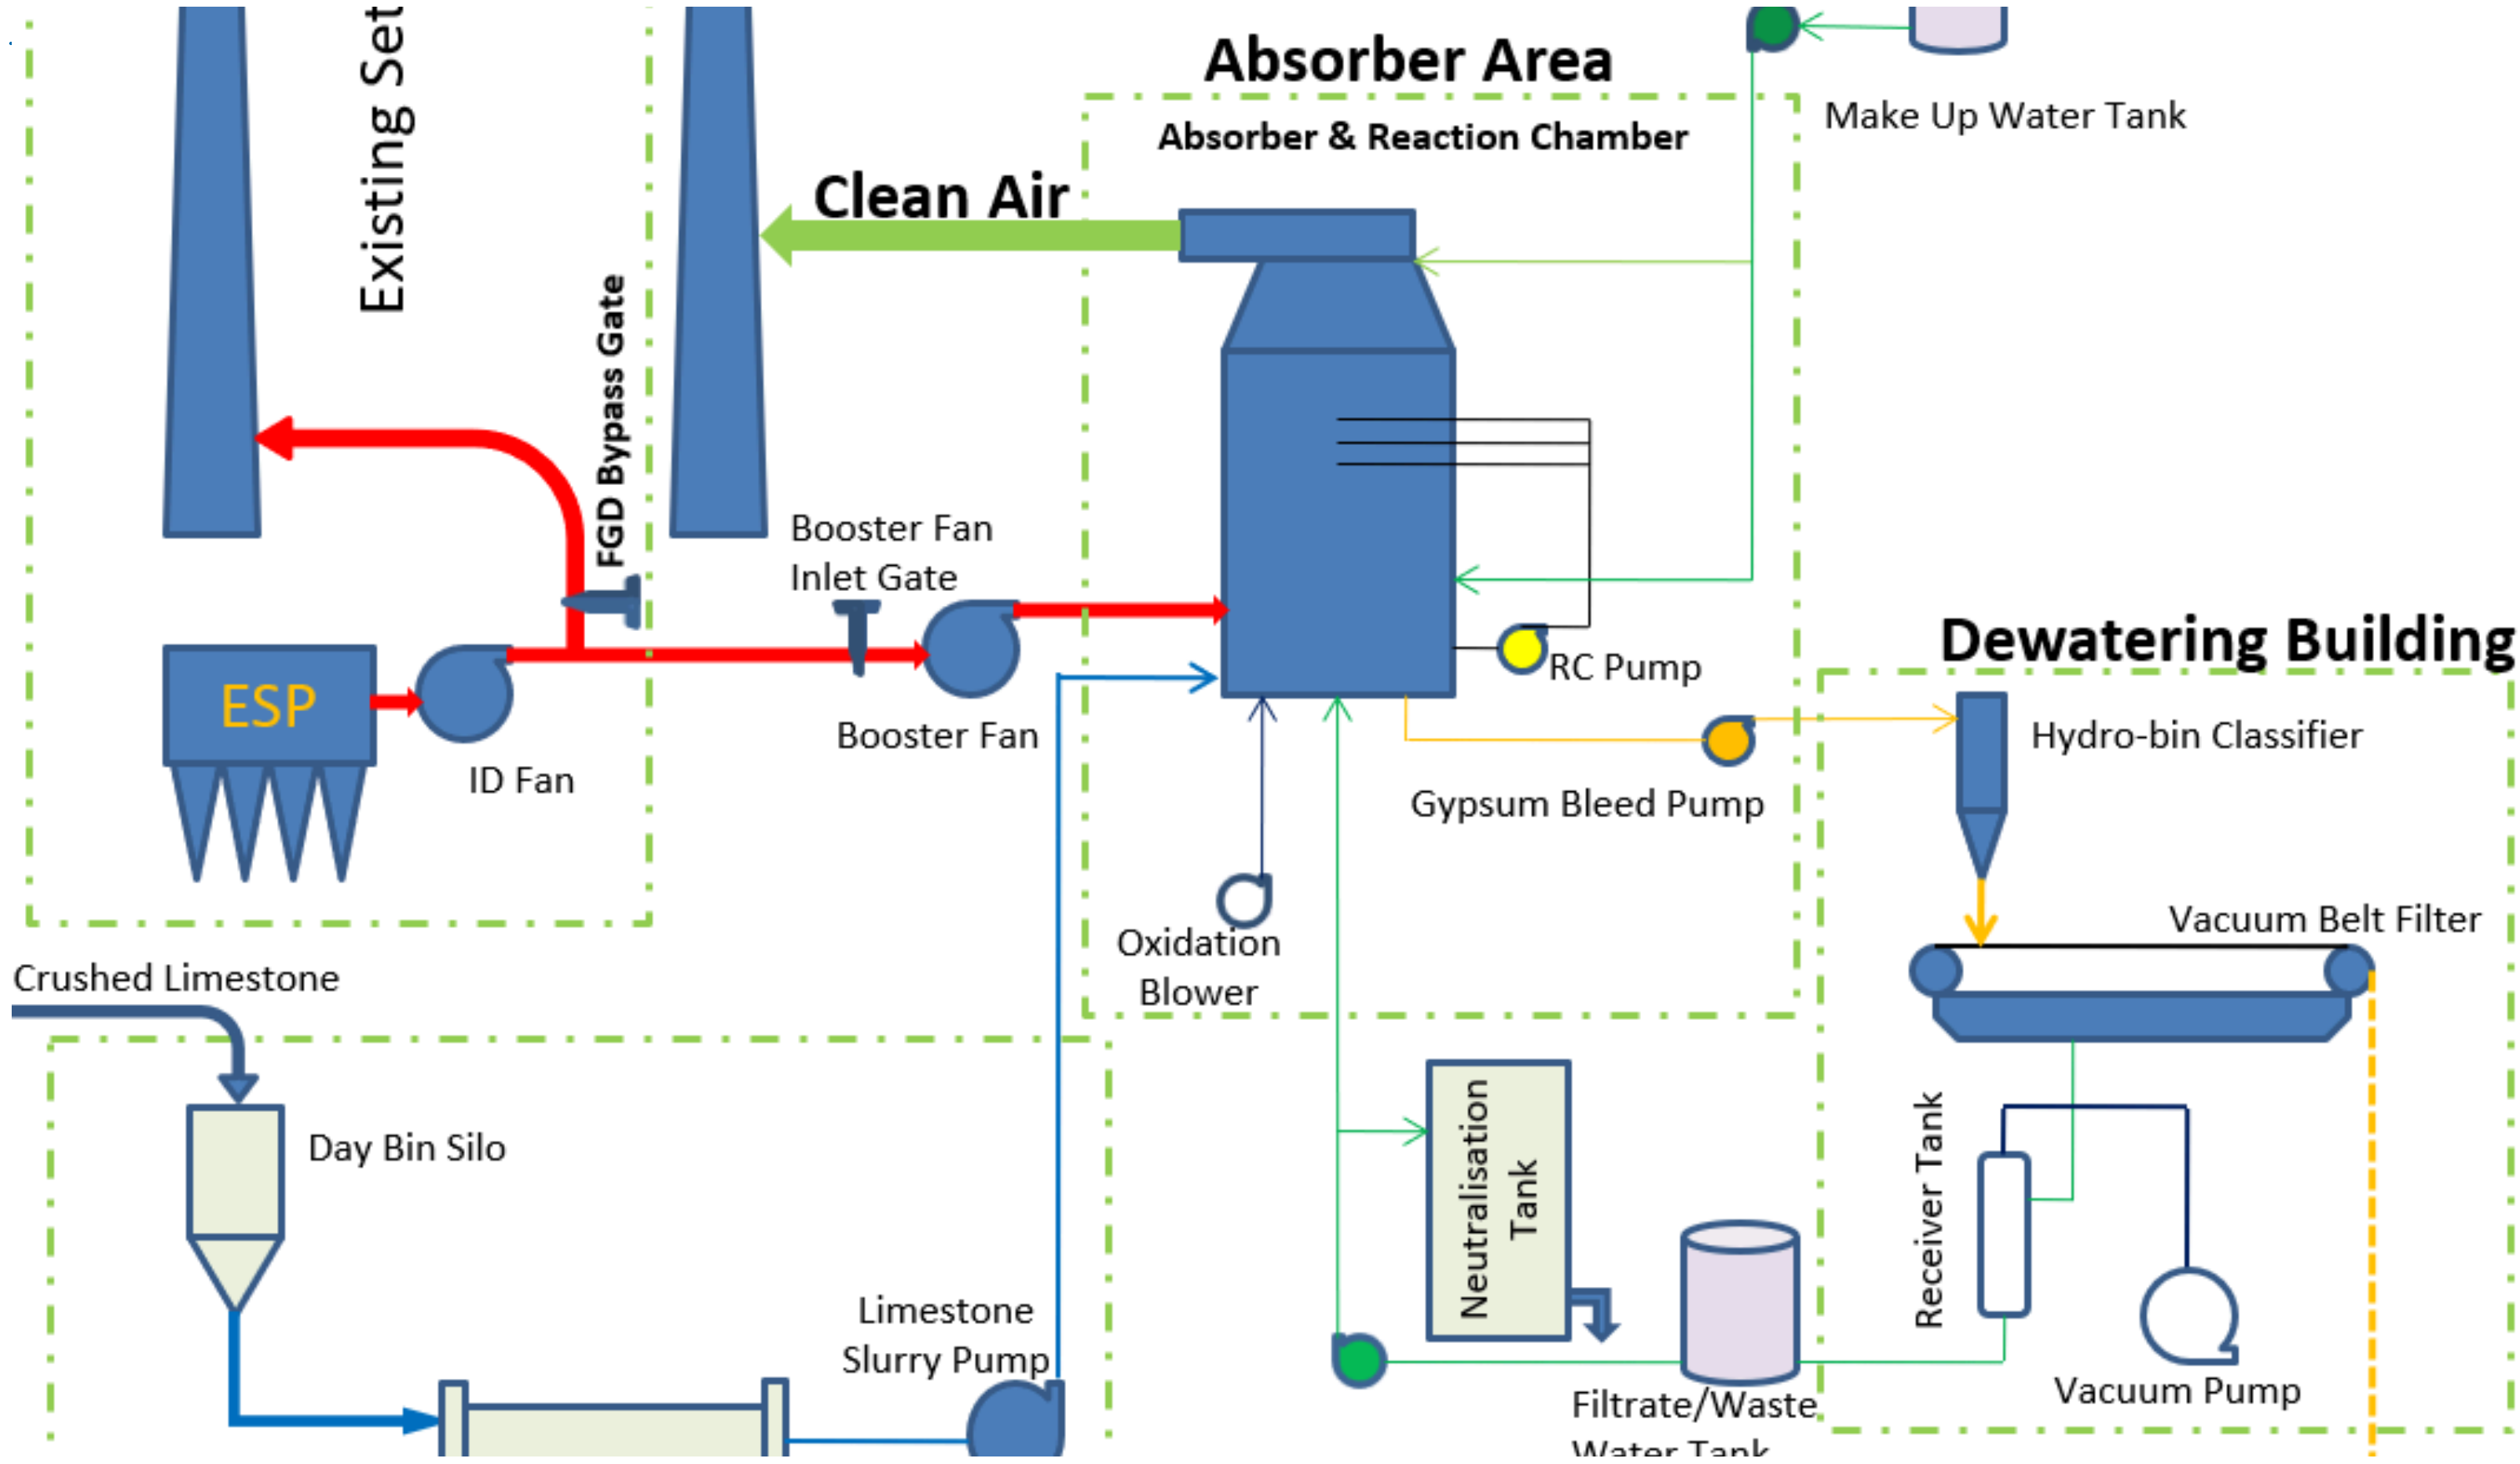 Existing Set
Absorber Area
Absorber & Reaction Chamber
Make Up Water Tank
Clean Air
FGD Bypass Gate
Booster Fan
Inlet Gate
RC Pump
Dewatering Building
ESP
ID Fan
Booster Fan
Gypsum Bleed Pump
Hydro-bin Classifier
Oxidation
Blower
Vacuum Belt Filter
Crushed Limestone
Day Bin Silo
Neutralisation
Tank
Receiver Tank
Limestone
Slurry Pump
Filtrate/Waste
Water Tank
Vacuum Pump